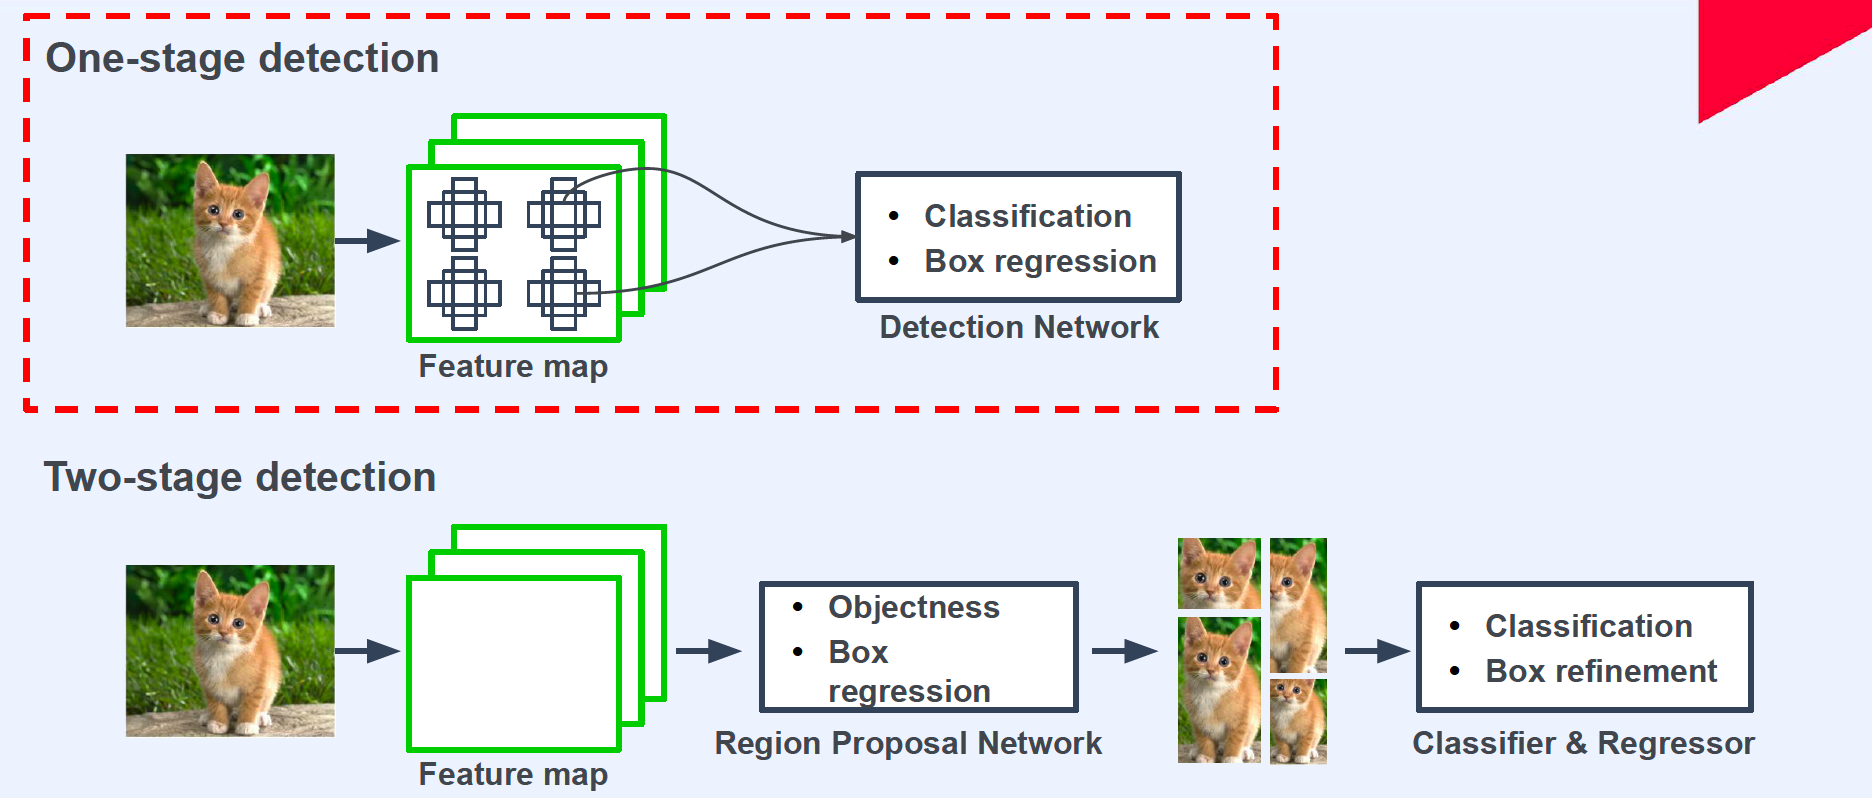 One-stage detection
• Classification
• Box regression
Detection Network
Feature map
Two-stage detection
• Objectness
• Box
regression
Region Proposal Network
• Classification
• Box refinement
Classifier & Regressor
Feature map